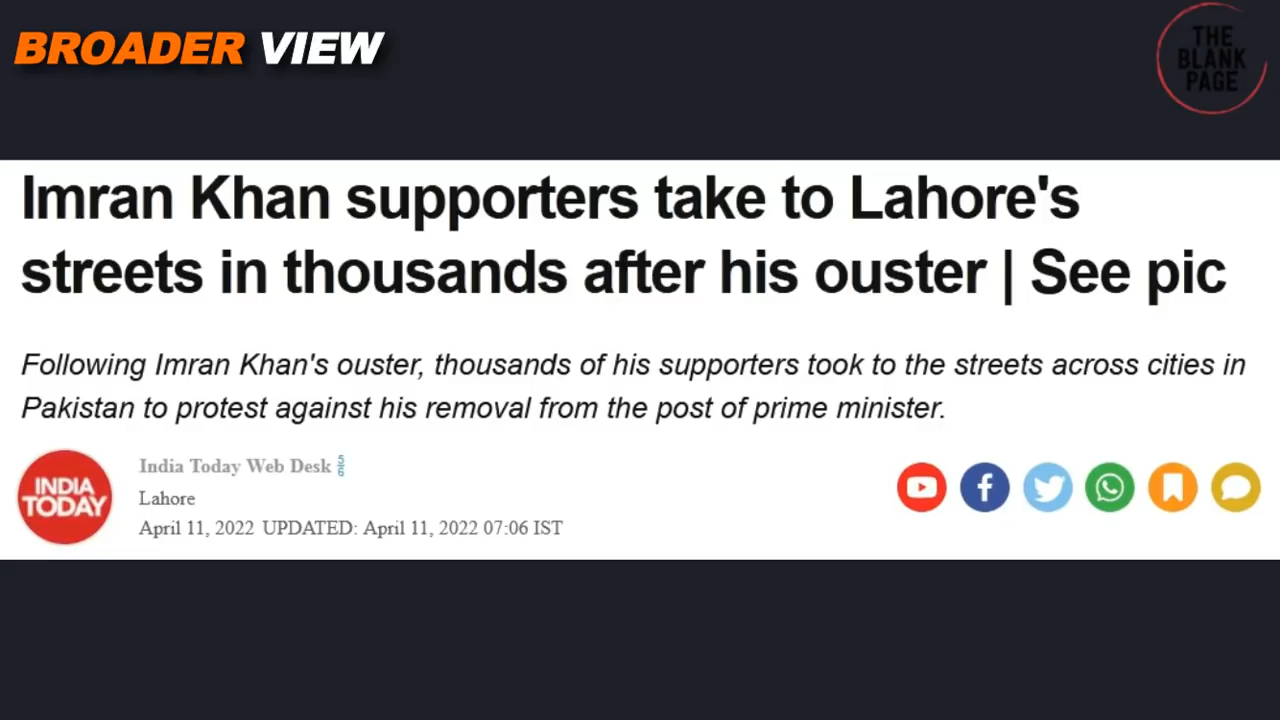 BROADER VIEW
THE
BLANK
PAGE
Imran Khan supporters take to Lahore's
streets in thousands after his ouster | See pic
Following Imran Khan's ouster, thousands of his supporters took to the streets across cities in
Pakistan to protest against his removal from the post of prime minister.
INDIA
TODAY
India Today Web Desk
Lahore
April 11, 2022 UPDATED: April 11, 2022 07:06 IST